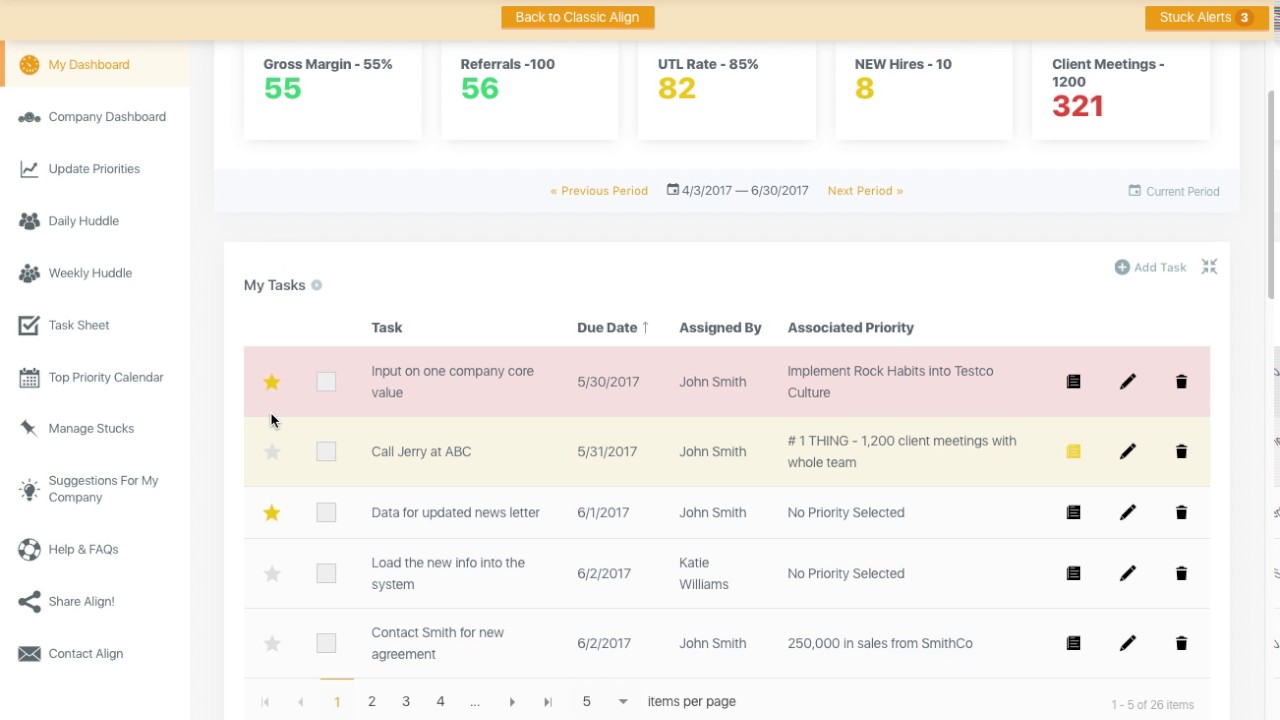 Back to Classic Align
Stuck Alerts 3
My Dashboard
Company Dashboard
Update Priorities
Daily Huddle
Weekly Huddle
Task Sheet
Top Priority Calendar
Manage Stucks
Suggestions For My
Company
Help & FAQs
Share Align!
Contact Align
Gross Margin - 55%
55
Referrals -100
56
UTL Rate - 85%
82
NEW Hires - 10
8
Client Meetings -
1200
321
« Previous Period 4/3/2017 — 6/30/2017 Next Period » Current Period
Add Task
My Tasks
Task Due Date ↑ Assigned By Associated Priority
Input on one company core
value
5/30/2017
John Smith
Implement Rock Habits into Testco
Culture
Call Jerry at ABC
5/31/2017
John Smith
# 1 THING - 1,200 client meetings with
whole team
Data for updated news letter 6/1/2017 John Smith No Priority Selected
Load the new info into the
system
6/2/2017
Katie
Williams
No Priority Selected
Contact Smith for new
agreement
6/2/2017
John Smith
250,000 in sales from SmithCo
1 2 3 4 ... 5 items per page
1 - 5 of 26 items